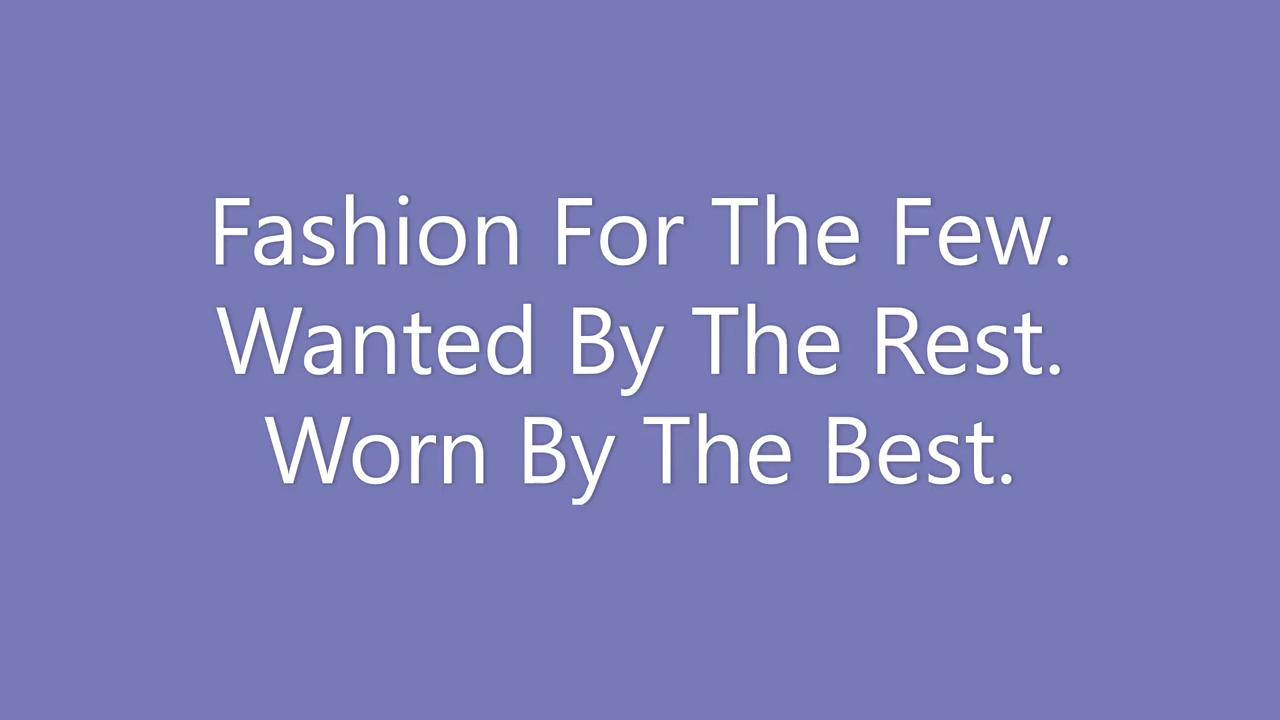 Fashion For The Few.
Wanted By The Rest.
Worn By The Best.